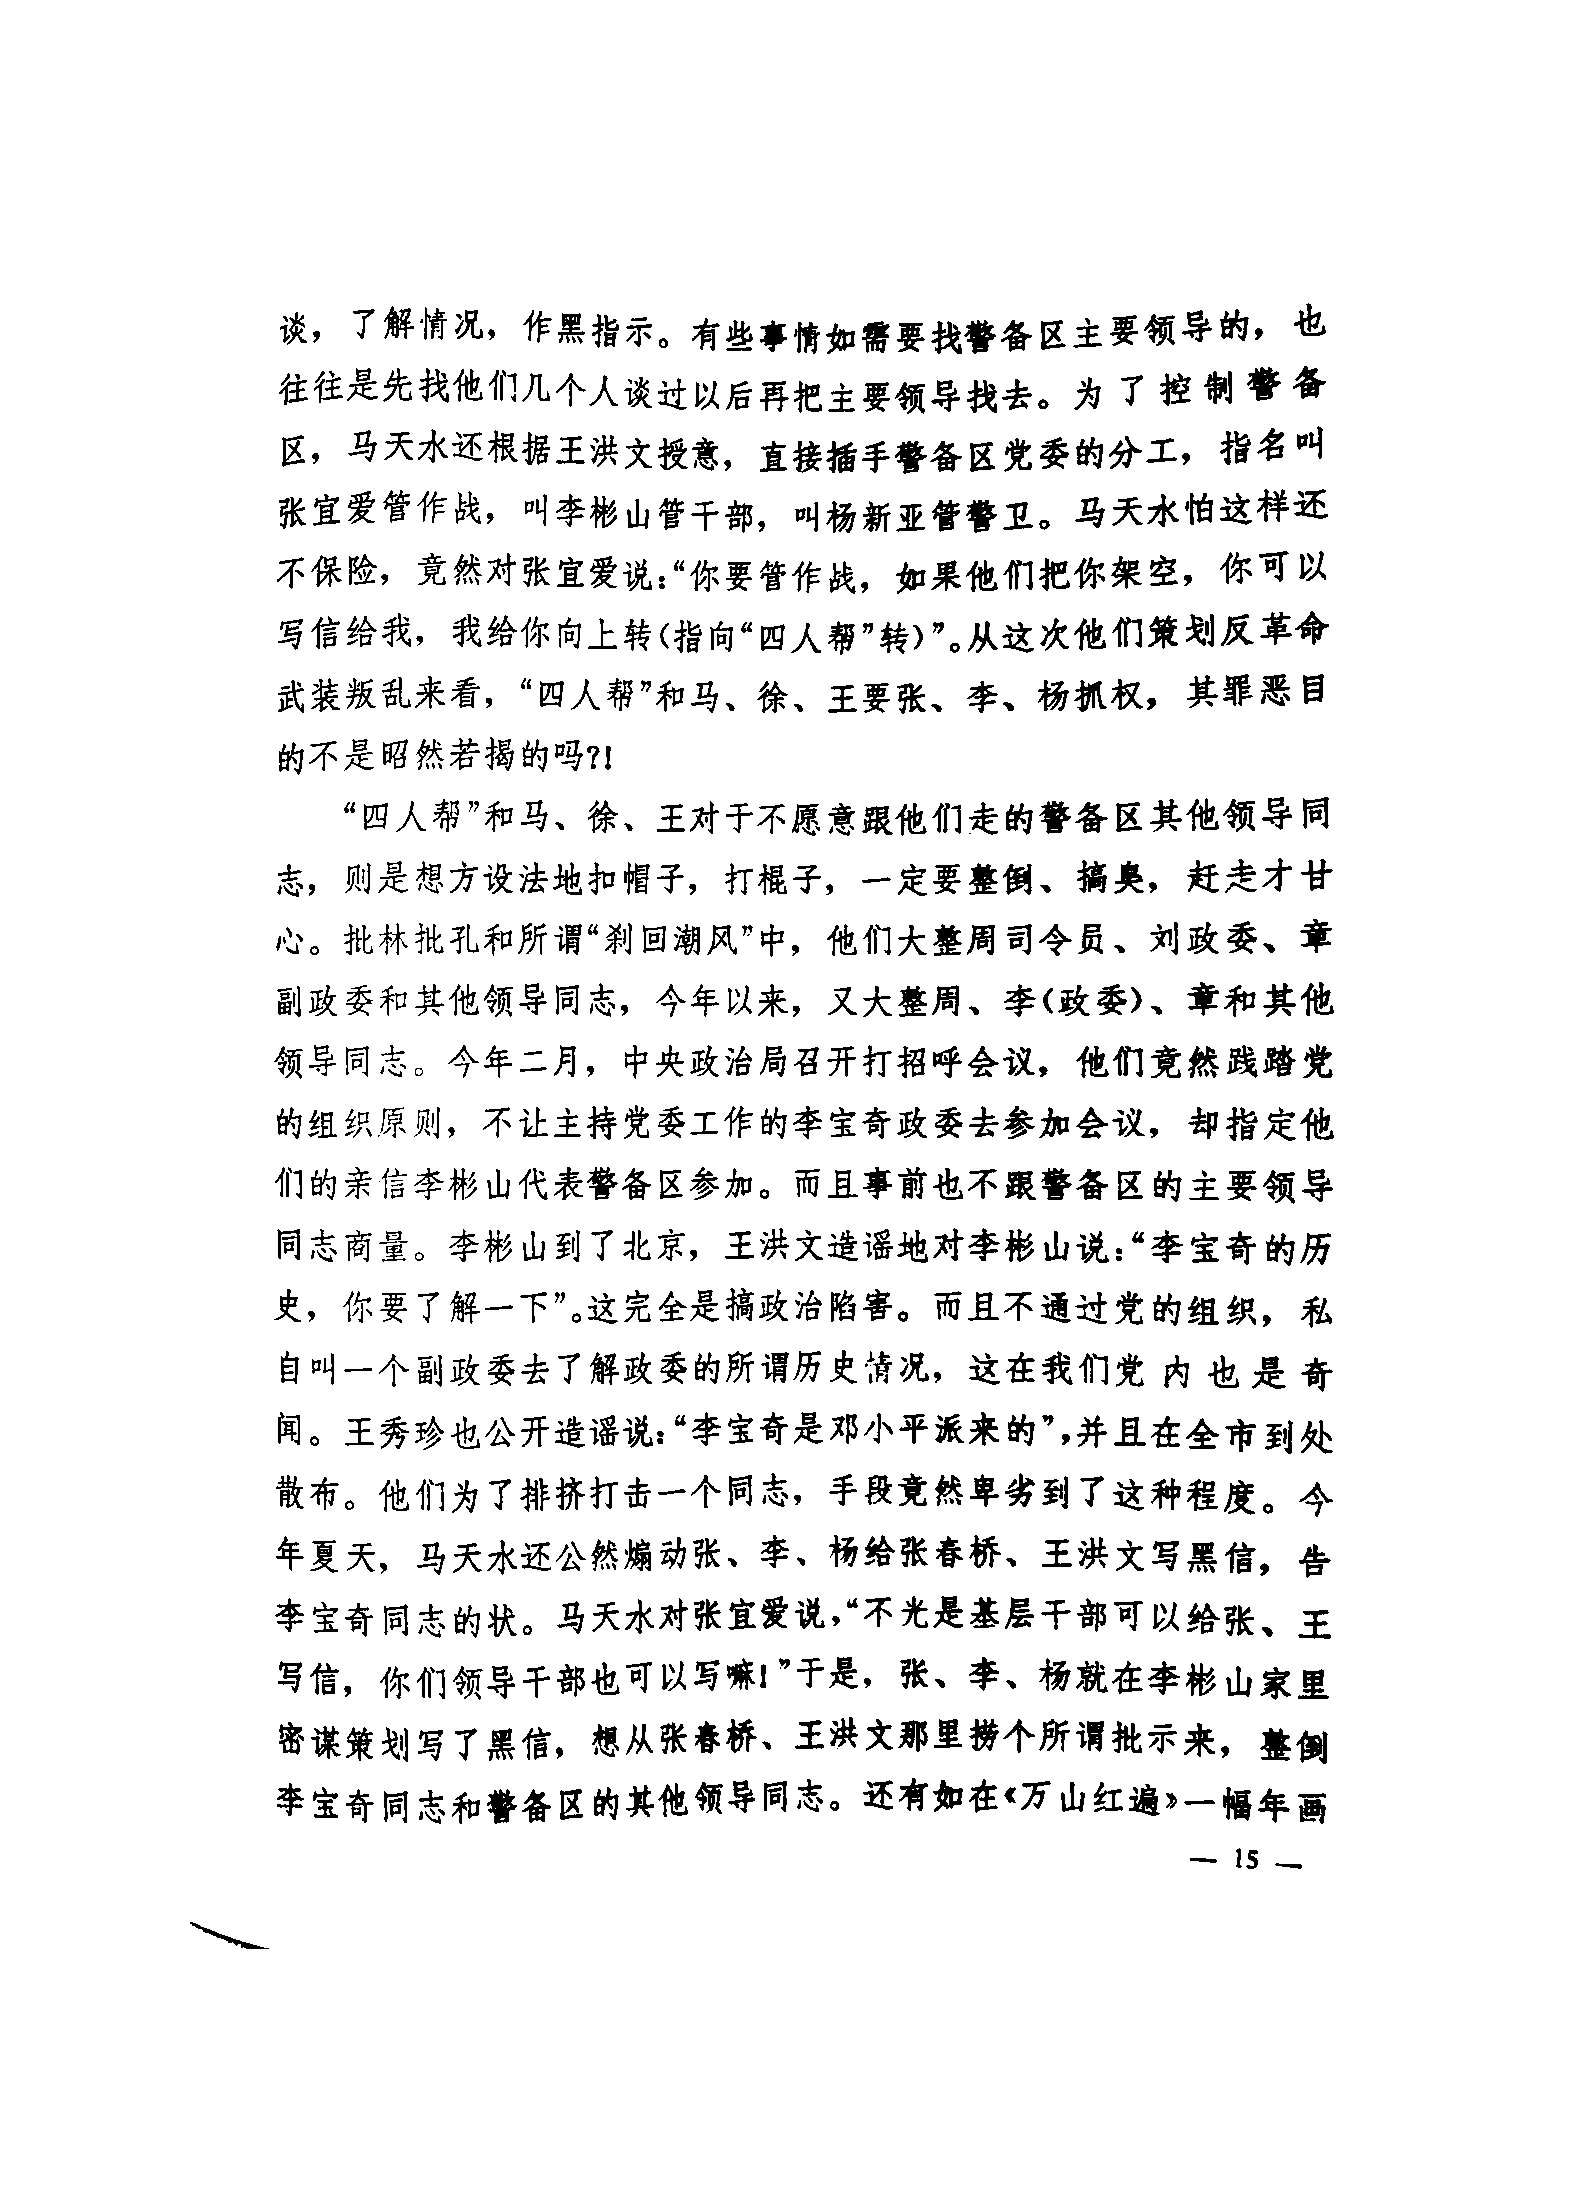 谈，了解情况，作黑指示。有些事情如需要找警备区主要领导的，也
往往是先找他们几个人谈过以后再把主要领导找去。为了控制警备
区，马天水还根据王洪文授意，直接插手警备区党委的分工，指名叫
张宜爱管作战，叫李彬山管干部，叫杨新亚管警卫。马天水怕这样还
不保险，竟然对张宜爱说：“你要管作战，如果他们把你架空，你可以
写信给我，我给你向上转(指向“四人帮”转)”。从这次他们策划反革命
武装叛乱来看，“四人帮”和马、徐、王要张、李、杨抓权，其罪恶目
的不是昭然若揭的吗?!
“四人帮”和马、徐、王对于不愿意跟他们走的警备区其他领导同
志，则是想方设法地扣帽子，打棍子，一定要整倒、搞臭，赶走才甘
心。批林批孔和所谓“刹回潮风”中，他们大整周司令员、刘政委、章
副政委和其他领导同志，今年以来，又大整周、李(政委)、章和其他
领导同志。今年二月，中央政治局召开打招呼会议，他们竟然践踏党
的组织原则，不让主持党委工作的李宝奇政委去参加会议，却指定他
们的亲信李彬山代表警备区参加。而且事前也不跟警备区的主要领导
同志商量。李彬山到了北京，王洪文造谣地对李彬山说：“李宝奇的历
史，你要了解一下”。这完全是搞政治陷害。而且不通过党的组织，私
自叫一个副政委去了解政委的所谓历史情况，这在我们党内也是奇
闻。王秀珍也公开造谣说：“李宝奇是邓小平派来的”，并且在全市到处
散布。他们为了排挤打击一个同志，手段竟然卑劣到了这种程度。今
年夏天，马天水还公然煽动张、李、杨给张春桥、王洪文写黑信，告
李宝奇同志的状。马天水对张宜爱说，“不光是基层干部可以给张、王
写信，你们领导干部也可以写嘛！”于是，张、李、杨就在李彬山家里
密谋策划写了黑信，想从张春桥、王洪文那里捞个所谓批示来，整倒
李宝奇同志和警备区的其他领导同志。还有如在《万山红遍》一幅年画
— 15 —